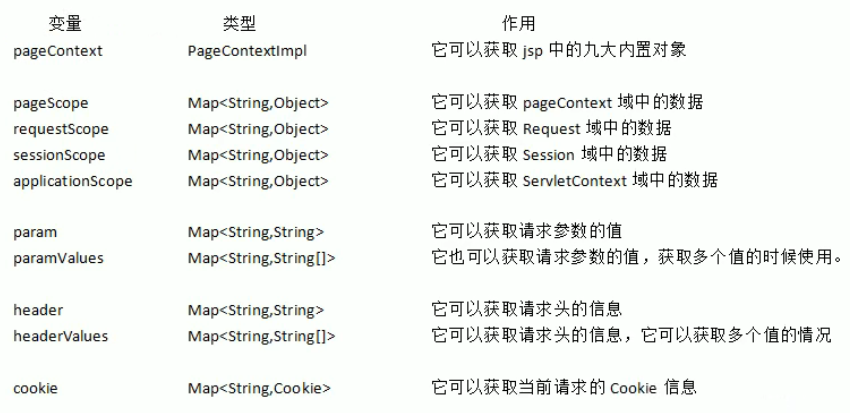 变量 类型 作用
pageContext PageContextImpl 它可以获取 jsp 中的九大内置对象
pageScope Map<String,Object> 它可以获取 pageContext 域中的数据
requestScope Map<String,Object> 它可以获取 Request 域中的数据
sessionScope Map<String,Object> 它可以获取 Session 域中的数据
applicationScope Map<String,Object> 它可以获取 ServletContext 域中的数据
param Map<String,String> 它可以获取请求参数的值
paramValues Map<String,String[]> 它也可以获取请求参数的值，获取多个值的时候使用。
header Map<String,String> 它可以获取请求头的信息
headerValues Map<String,String[]> 它可以获取请求头的信息，它可以获取多个值的情况
cookie Map<String,Cookie> 它可以获取当前请求的 Cookie 信息